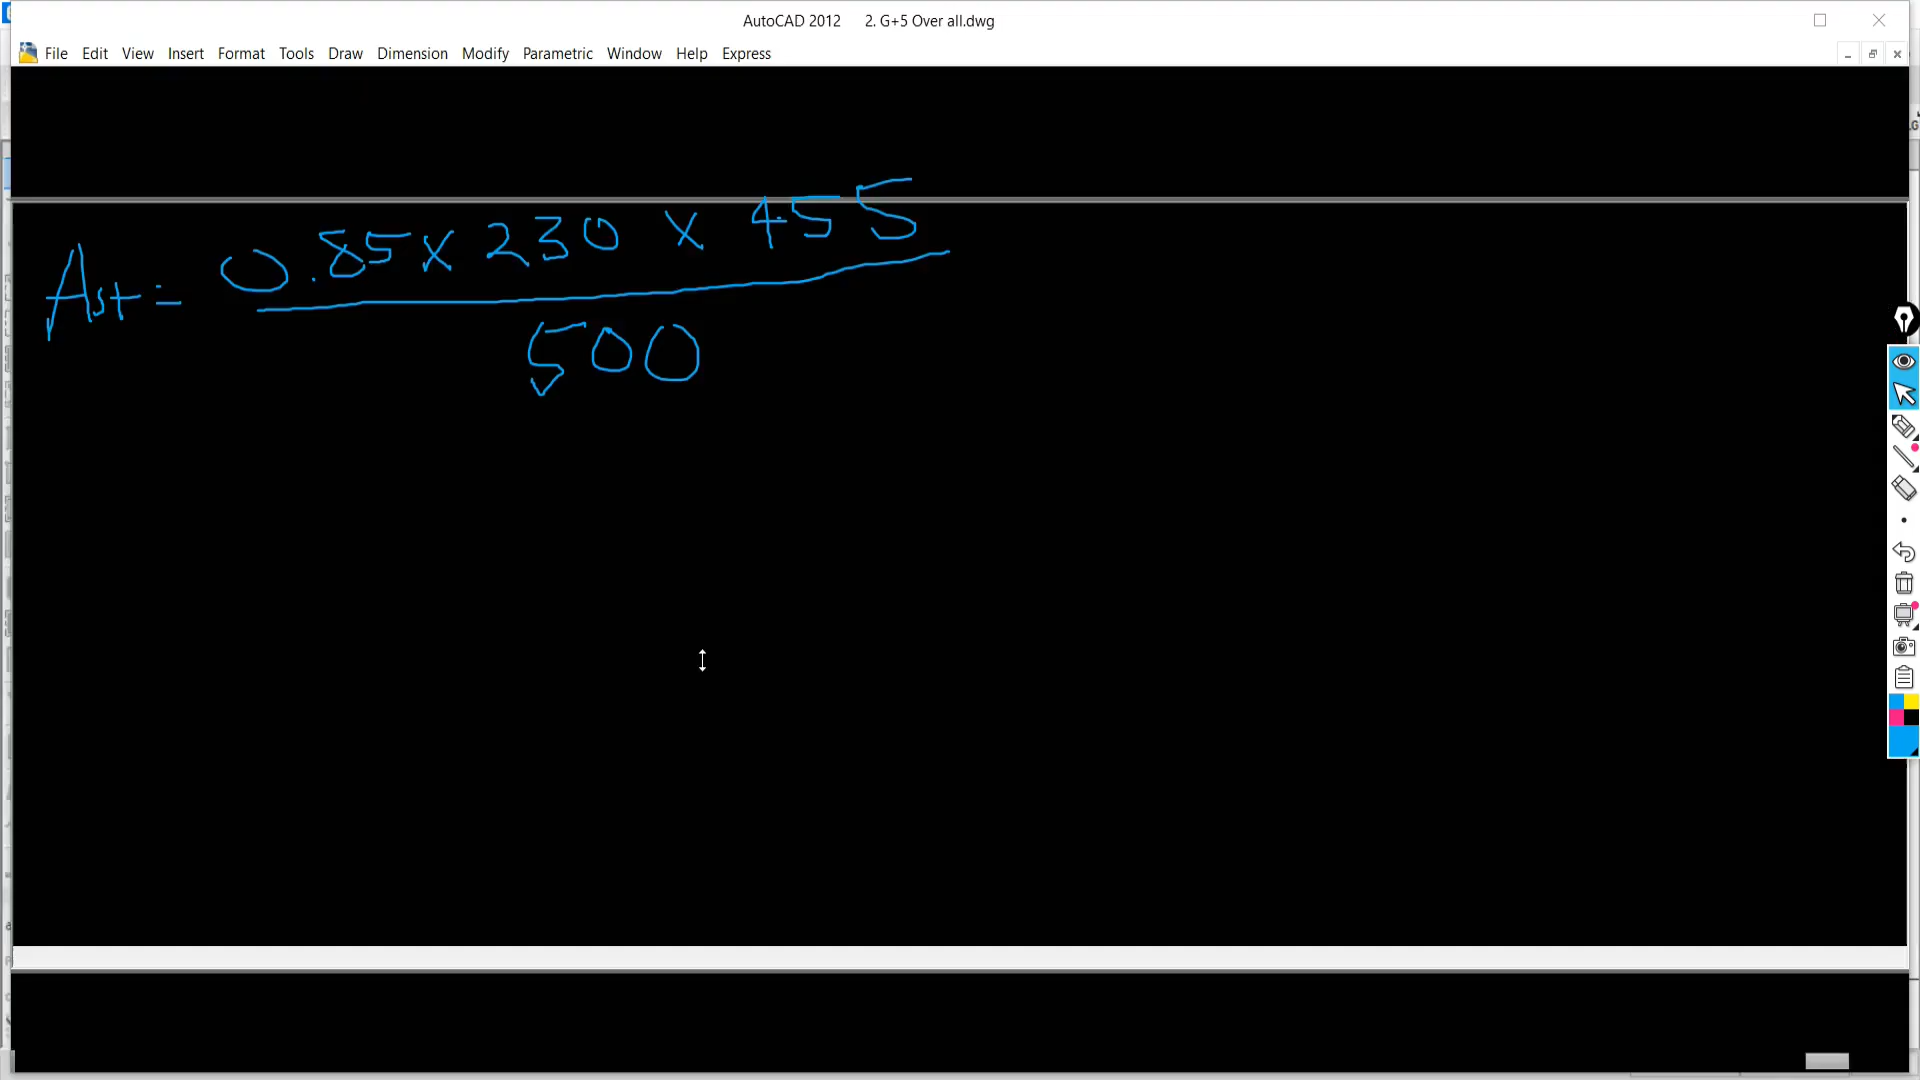 AutoCAD 2012 2. G+5 Over all.dwg
File Edit View Insert Format Tools Draw Dimension Modify Parametric Window Help Express
Ast = 0.85 x 230 x 455
500